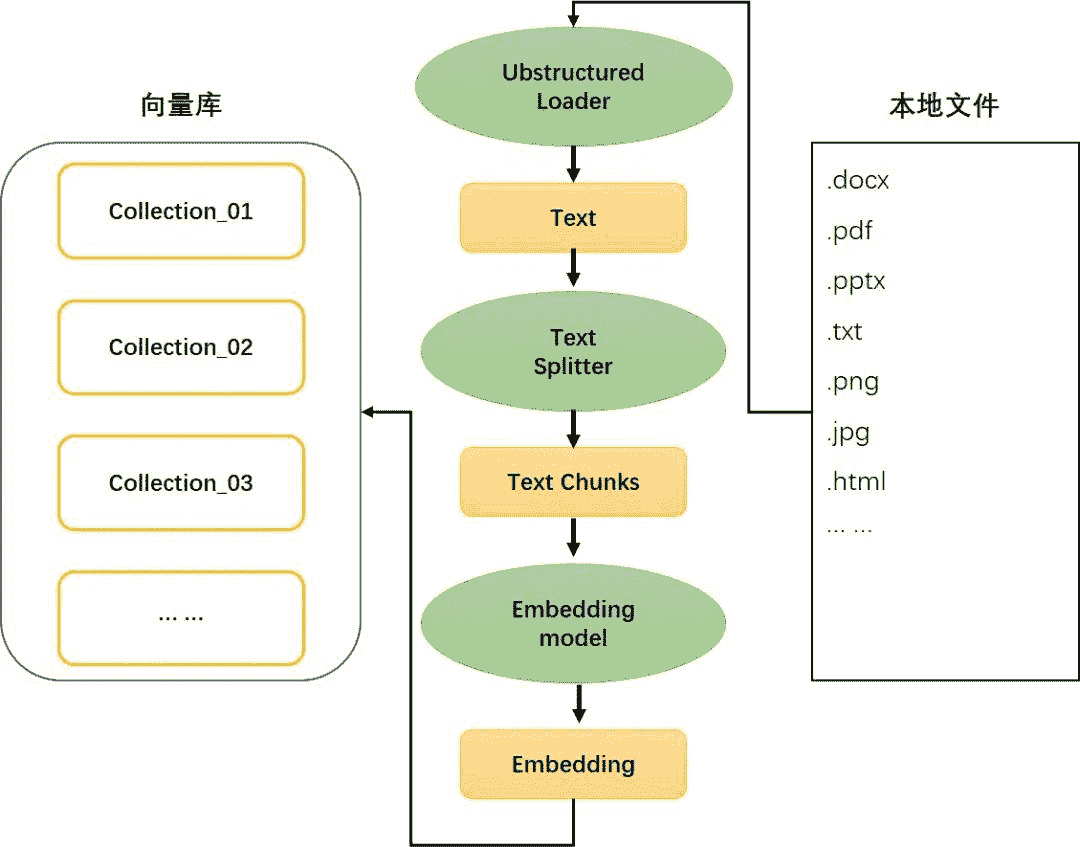 向量库
Collection_01
Collection_02
Collection_03
... ...
Ubstructured
Loader
Text
Text
Splitter
Text Chunks
Embedding
model
Embedding
本地文件
.docx
.pdf
.pptx
.txt
.png
.jpg
.html
... ...